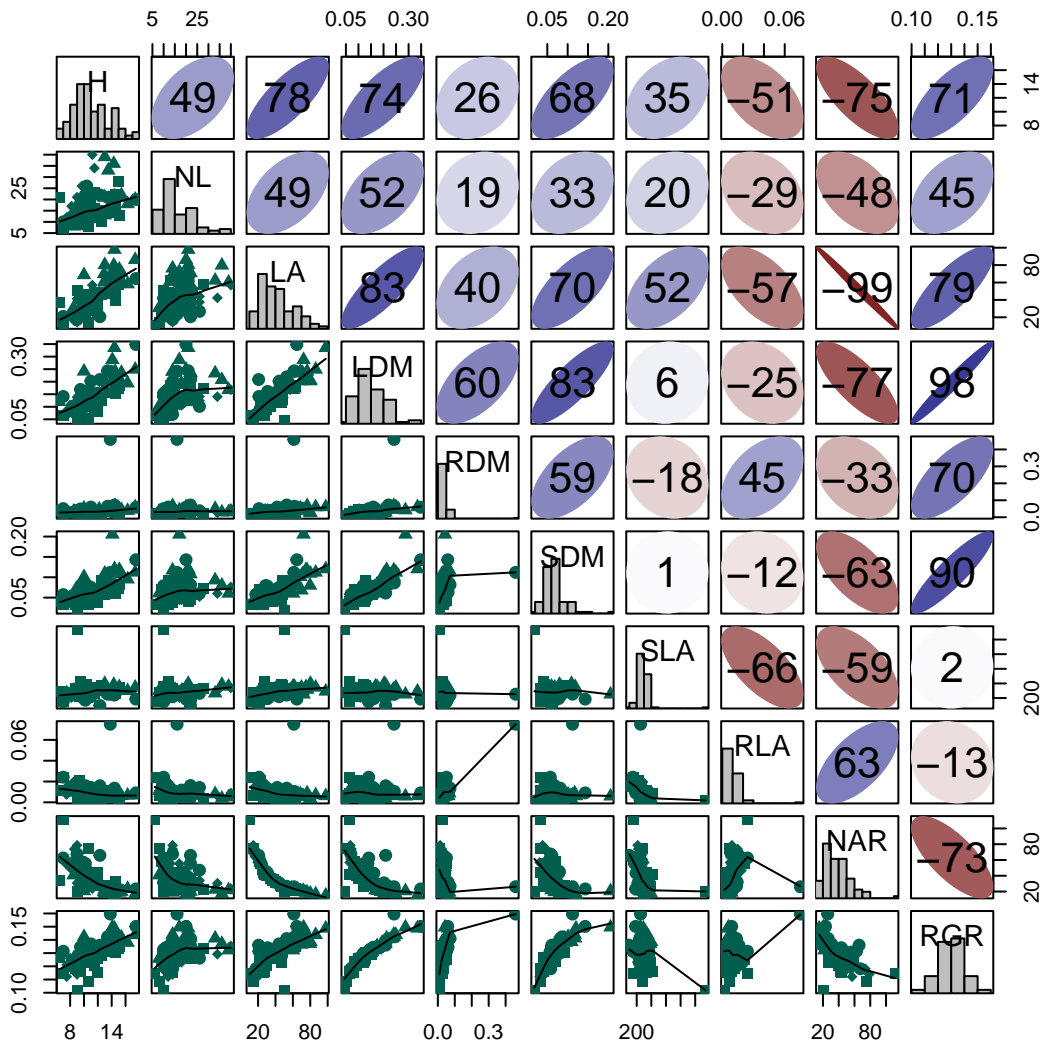 5 25 0.05 0.30 0.05 0.20 0.00 0.06 0.10 0.15
H 49 78 74 26 68 35 −51 −75 71 8 14
5 25 NL 49 52 19 33 20 −29 −48 45
LA 83 40 70 52 −57 −99 79 20 80
0.05 0.30 LDM 60 83 6 −25 −77 98
RDM 59 −18 45 −33 70 0.0 0.3
0.05 0.20 SDM 1 −12 −63 90
SLA −66 −59 2 200
0.00 0.06 RLA 63 −13
NAR −73 20 80
0.10 0.15 RGR
8 14 20 80 0.0 0.3 200 20 80